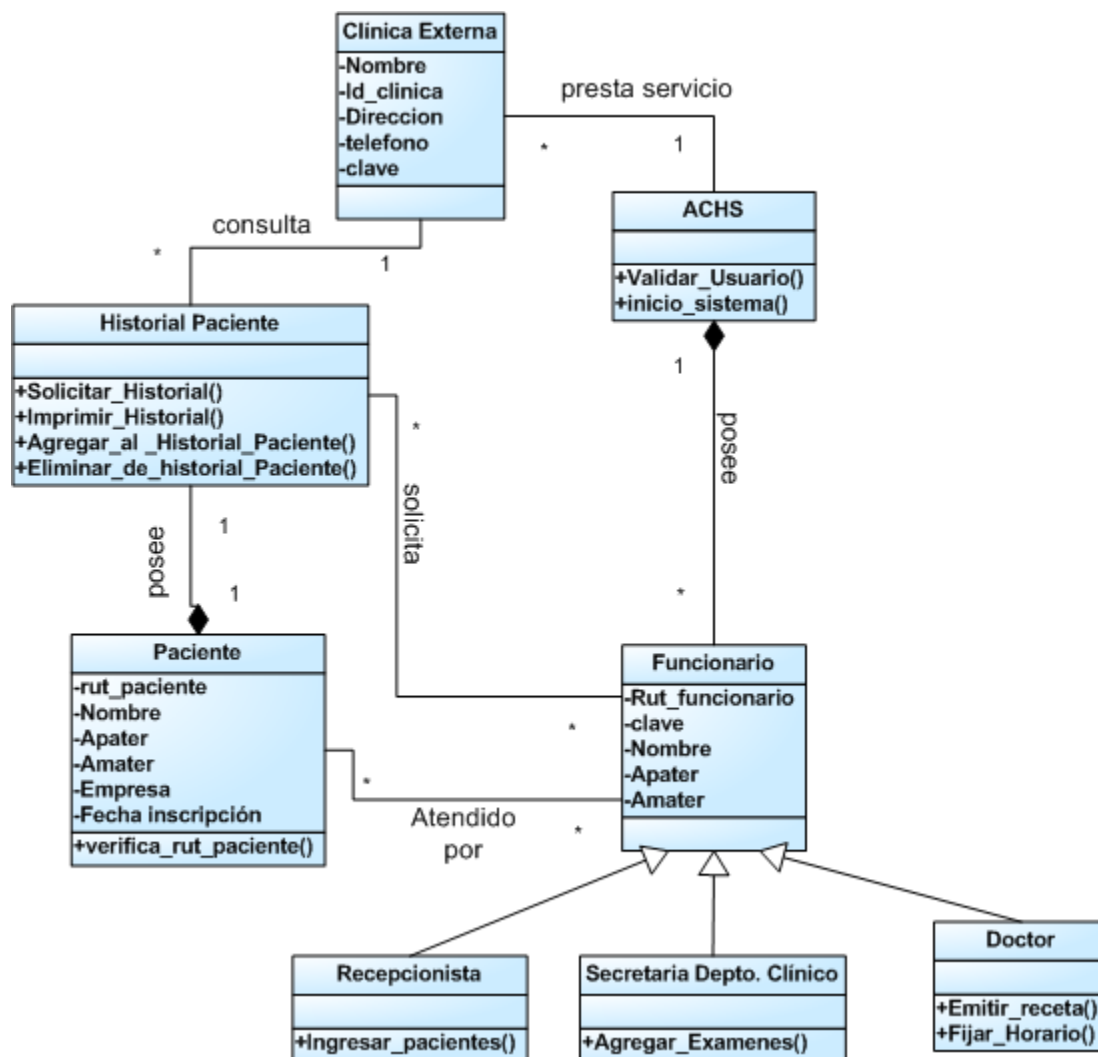 Clínica Externa
-Nombre
-Id_clinica
-Direccion
-telefono
-clave
presta servicio
*
1
ACHS
+Validar_Usuario()
+inicio_sistema()
consulta
*
1
Historial Paciente
+Solicitar_Historial()
+Imprimir_Historial()
+Agregar_al _Historial_Paciente()
+Eliminar_de_historial_Paciente()
1
posee
*
*
solicita
*
1
posee
1
Paciente
-rut_paciente
-Nombre
-Apater
-Amater
-Empresa
-Fecha inscripción
+verifica_rut_paciente()
*
Atendido
por
*
Funcionario
-Rut_funcionario
-clave
-Nombre
-Apater
-Amater
Recepcionista
+Ingresar_pacientes()
Secretaria Depto. Clínico
+Agregar_Examenes()
Doctor
+Emitir_receta()
+Fijar_Horario()